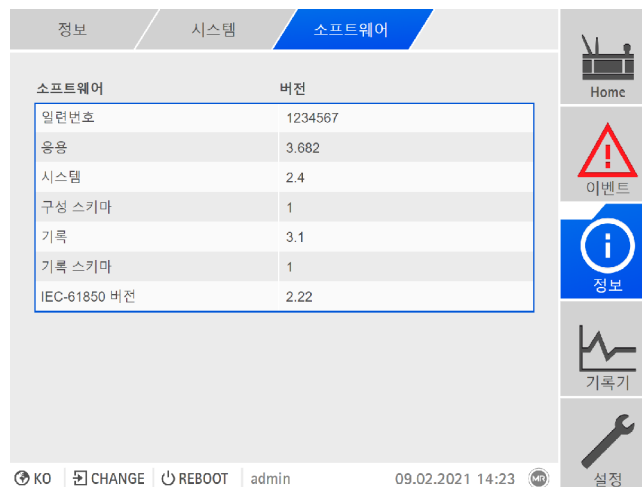 정보 시스템 소프트웨어
Home
소프트웨어 버전
일련번호 1234567
응용 3.682
시스템 2.4
구성 스키마 1
기록 3.1
기록 스키마 1
IEC-61850 버전 2.22
이벤트
정보
기록기
설정
KO CHANGE REBOOT admin 09.02.2021 14:23 MR